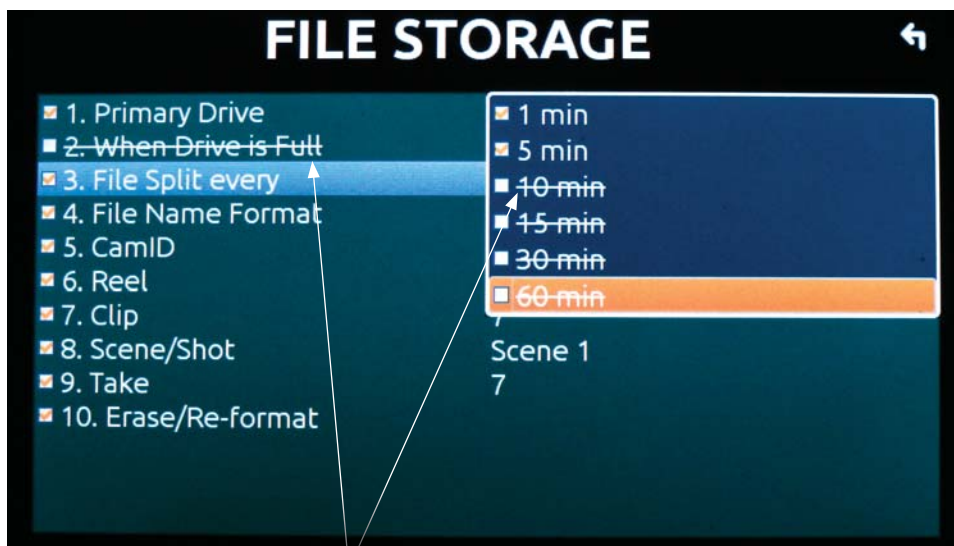 FILE STORAGE
1. Primary Drive
2. When Drive is Full
3. File Split every
4. File Name Format
5. CamID
6. Reel
7. Clip
8. Scene/Shot
9. Take
10. Erase/Re-format
1 min
5 min
10 min
15 min
30 min
60 min
Scene 1
7